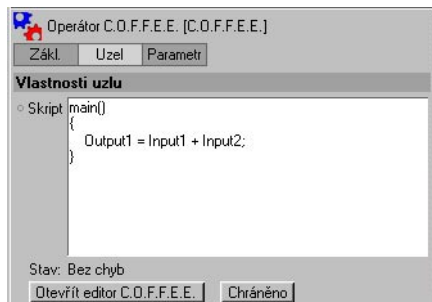 Operátor C.O.F.F.E.E. [C.O.F.F.E.E.]
Zákl. Uzel Parametr
Vlastnosti uzlu
Skript main()
{
Output1 = Input1 + Input2;
}
Stav: Bez chyb
Otevřít editor C.O.F.F.E.E. Chráněno